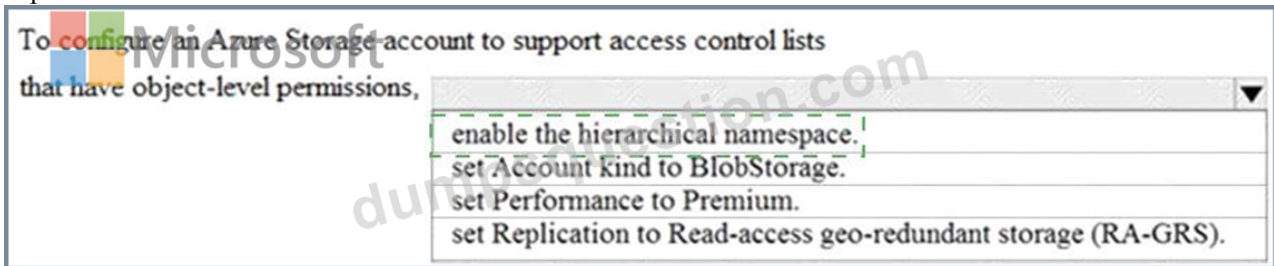 Microsoft
To configure an Azure Storage account to support access control lists
that have object-level permissions,
enable the hierarchical namespace.
set Account kind to BlobStorage.
set Performance to Premium.
set Replication to Read-access geo-redundant storage (RA-GRS).
dumpsquestion.com